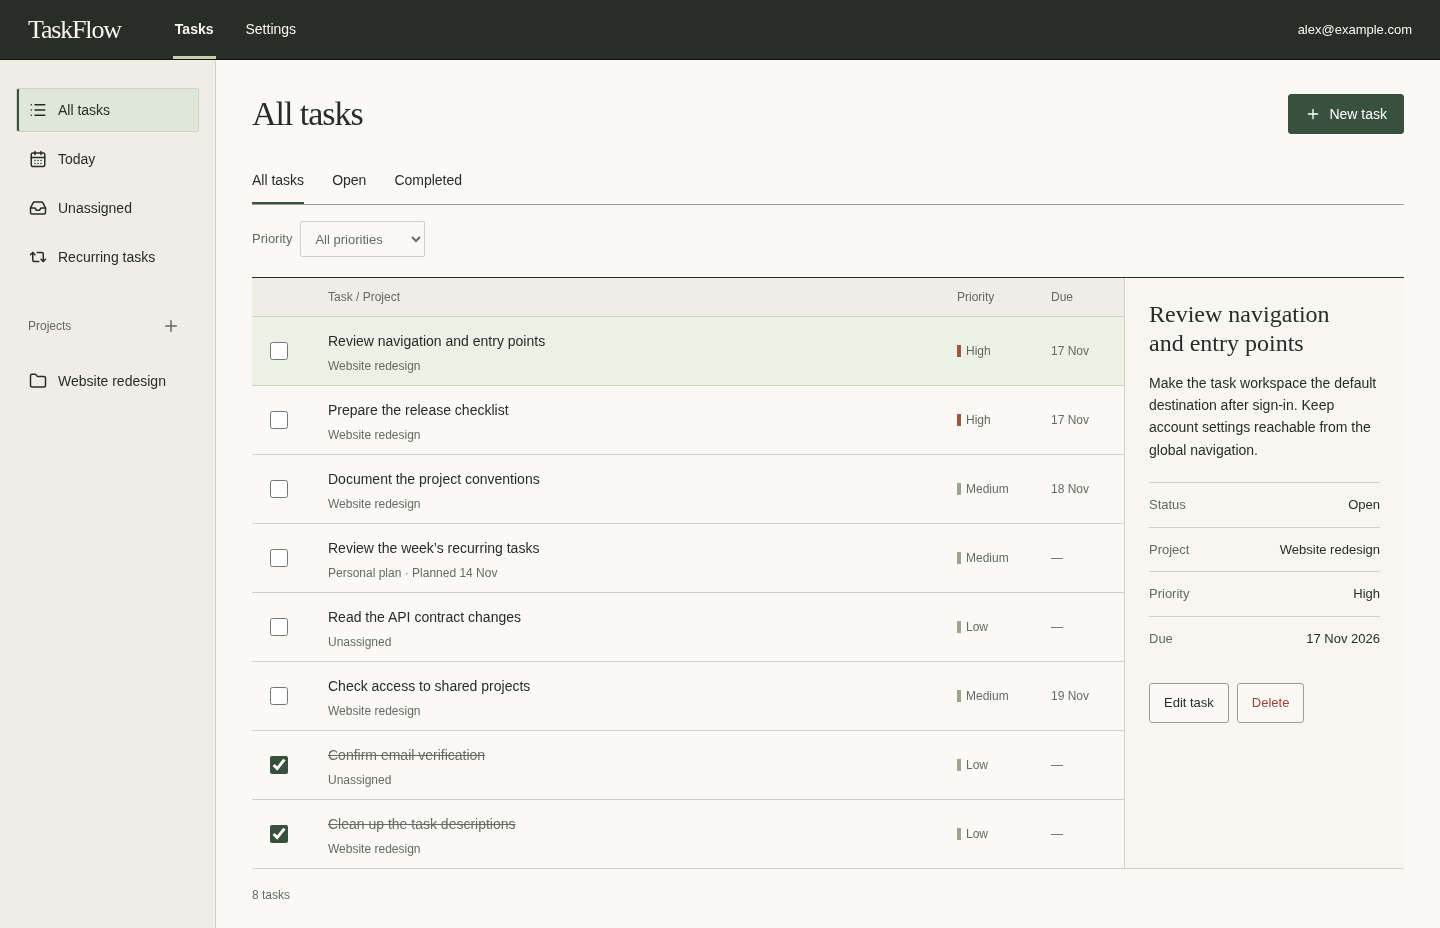 TaskFlow
Tasks
Settings
alex@example.com
All tasks
Today
Unassigned
Recurring tasks
Projects
Website redesign
All tasks
New task
All tasks
Open
Completed
Priority
All priorities
Task / Project
Priority
Due
Review navigation and entry points
Website redesign
High
17 Nov
Prepare the release checklist
Website redesign
High
17 Nov
Document the project conventions
Website redesign
Medium
18 Nov
Review the week’s recurring tasks
Personal plan · Planned 14 Nov
Medium
—
Read the API contract changes
Unassigned
Low
—
Check access to shared projects
Website redesign
Medium
19 Nov
Confirm email verification
Unassigned
Low
—
Clean up the task descriptions
Website redesign
Low
—
8 tasks
Review navigation
and entry points
Make the task workspace the default
destination after sign-in. Keep
account settings reachable from the
global navigation.
Status
Open
Project
Website redesign
Priority
High
Due
17 Nov 2026
Edit task
Delete